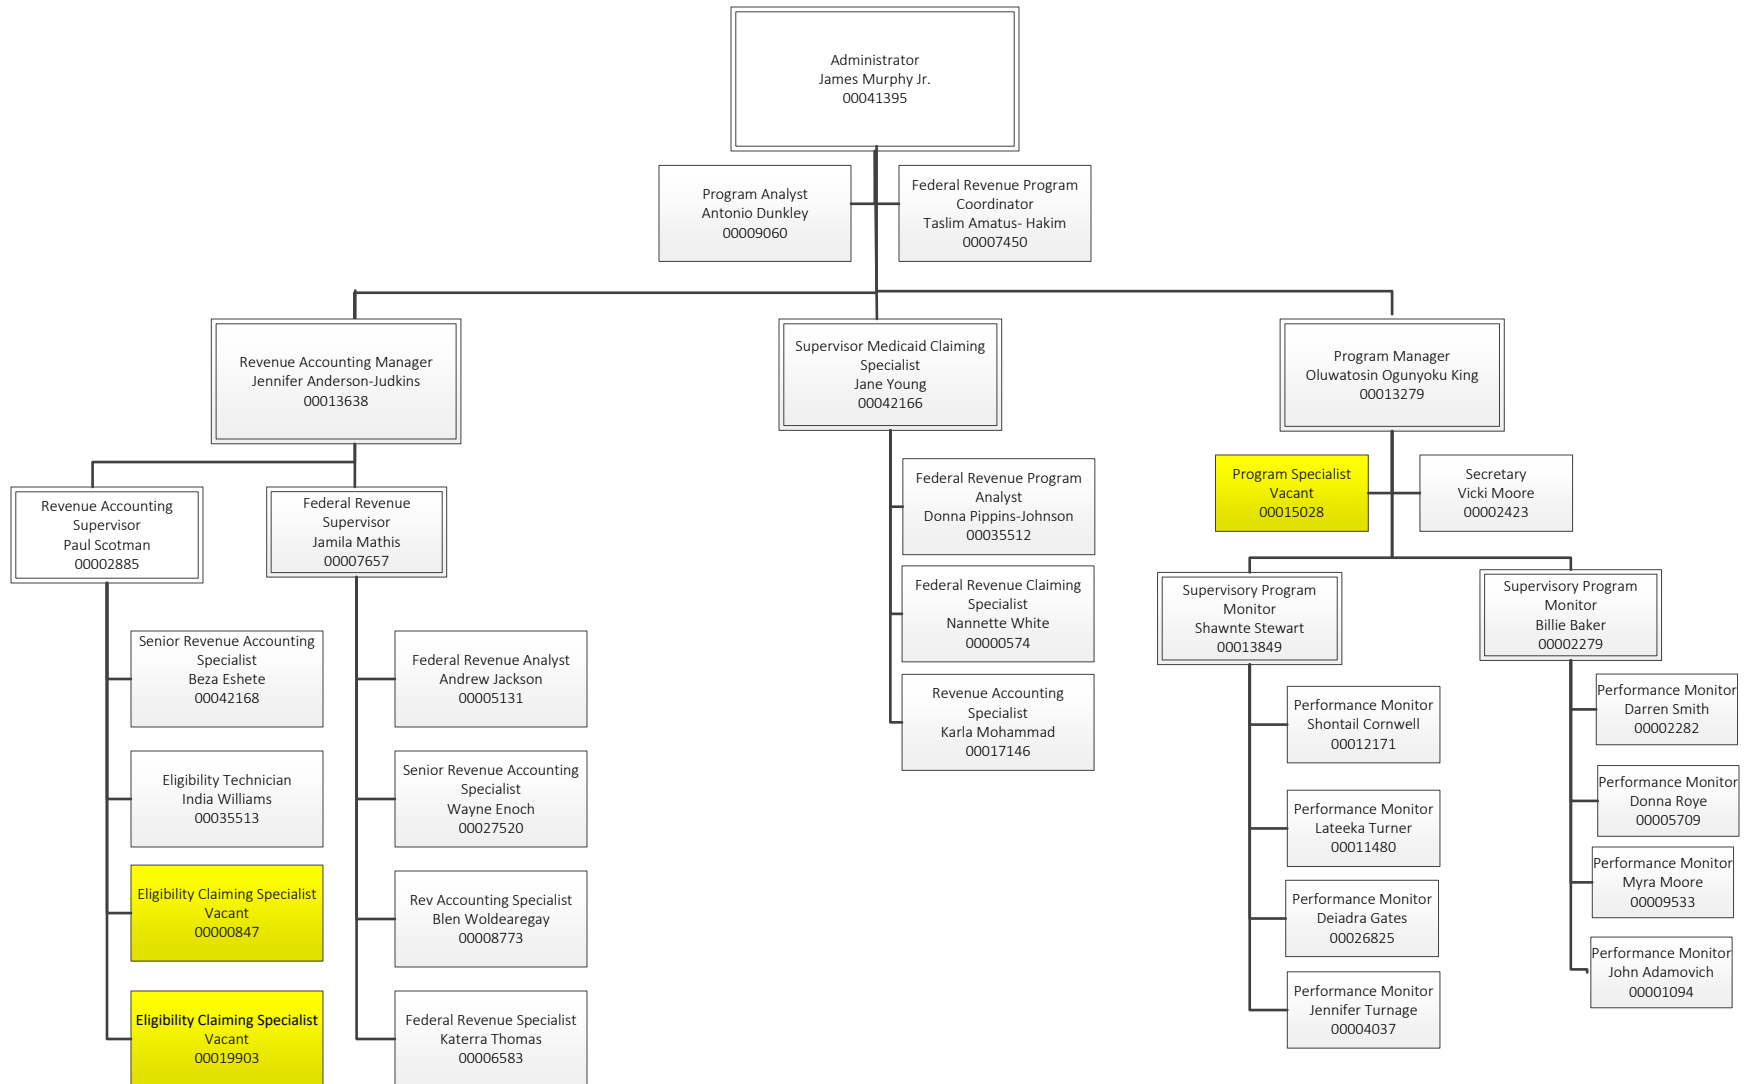 Administrator
James Murphy Jr.
00041395
Program Analyst
Antonio Dunkley
00009060
Federal Revenue Program
Coordinator
Taslim Amatus- Hakim
00007450
Revenue Accounting Manager
Jennifer Anderson-Judkins
00013638
Supervisor Medicaid Claiming
Specialist
Jane Young
00042166
Program Manager
Oluwatosin Ogunyoku King
00013279
Revenue Accounting
Supervisor
Paul Scotman
00002885
Federal Revenue
Supervisor
Jamila Mathis
00007657
Senior Revenue Accounting
Specialist
Beza Eshete
00042168
Eligibility Technician
India Williams
00035513
Eligibility Claiming Specialist
Vacant
00000847
Eligibility Claiming Specialist
Vacant
00019903
Federal Revenue Analyst
Andrew Jackson
00005131
Senior Revenue Accounting
Specialist
Wayne Enoch
00027520
Rev Accounting Specialist
Blen Woldearegay
00008773
Federal Revenue Specialist
Katerra Thomas
00006583
Federal Revenue Program
Analyst
Donna Pippins-Johnson
00035512
Federal Revenue Claiming
Specialist
Nannette White
00000574
Revenue Accounting
Specialist
Karla Mohammad
00017146
Program Specialist
Vacant
00015028
Secretary
Vicki Moore
00002423
Supervisory Program
Monitor
Shawnte Stewart
00013849
Supervisory Program
Monitor
Billie Baker
00002279
Performance Monitor
Shontail Cornwell
00012171
Performance Monitor
Lateeka Turner
00011480
Performance Monitor
Deiadra Gates
00026825
Performance Monitor
Jennifer Turnage
00004037
Performance Monitor
Darren Smith
00002282
Performance Monitor
Donna Roye
00005709
Performance Monitor
Myra Moore
00009533
Performance Monitor
John Adamovich
00001094